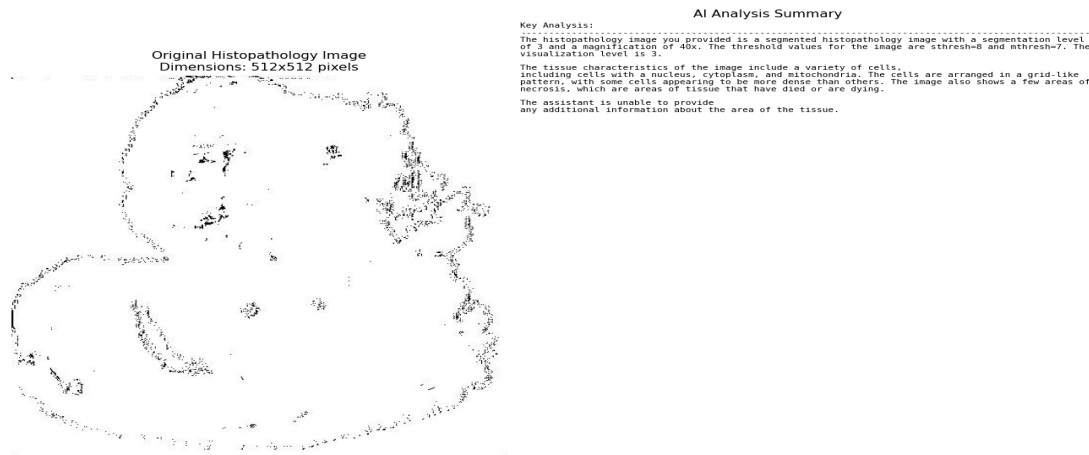 Original Histopathology Image
Dimensions: 512x512 pixels
AI Analysis Summary
Key Analysis:
--------------------------------------------------------------------------------
The histopathology image you provided is a segmented histopathology image with a segmentation level
of 3 and a magnification of 40x. The threshold values for the image are sthresh=8 and mthresh=7. The
visualization level is 3.
The tissue characteristics of the image include a variety of cells,
including cells with a nucleus, cytoplasm, and mitochondria. The cells are arranged in a grid-like
pattern, with some cells appearing to be more dense than others. The image also shows a few areas of
necrosis, which are areas of tissue that have died or are dying.
The assistant is unable to provide
any additional information about the area of the tissue.